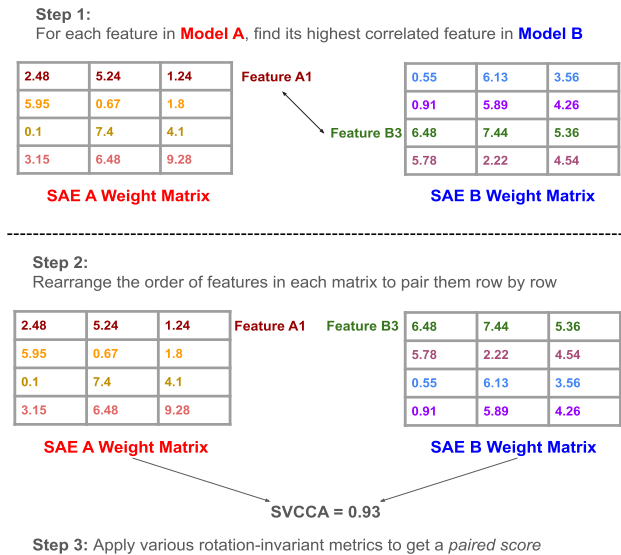 Step 1:
For each feature in Model A, find its highest correlated feature in Model B
2.48 5.24 1.24 Feature A1 0.55 6.13 3.56
5.95 0.67 1.8 0.91 5.89 4.26
0.1 7.4 4.1 Feature B3 6.48 7.44 5.36
3.15 6.48 9.28 5.78 2.22 4.54
SAE A Weight Matrix SAE B Weight Matrix
Step 2:
Rearrange the order of features in each matrix to pair them row by row
2.48 5.24 1.24 Feature A1 Feature B3 6.48 7.44 5.36
5.95 0.67 1.8 5.78 2.22 4.54
0.1 7.4 4.1 0.55 6.13 3.56
3.15 6.48 9.28 0.91 5.89 4.26
SAE A Weight Matrix SAE B Weight Matrix
SVCCA = 0.93
Step 3: Apply various rotation-invariant metrics to get a paired score